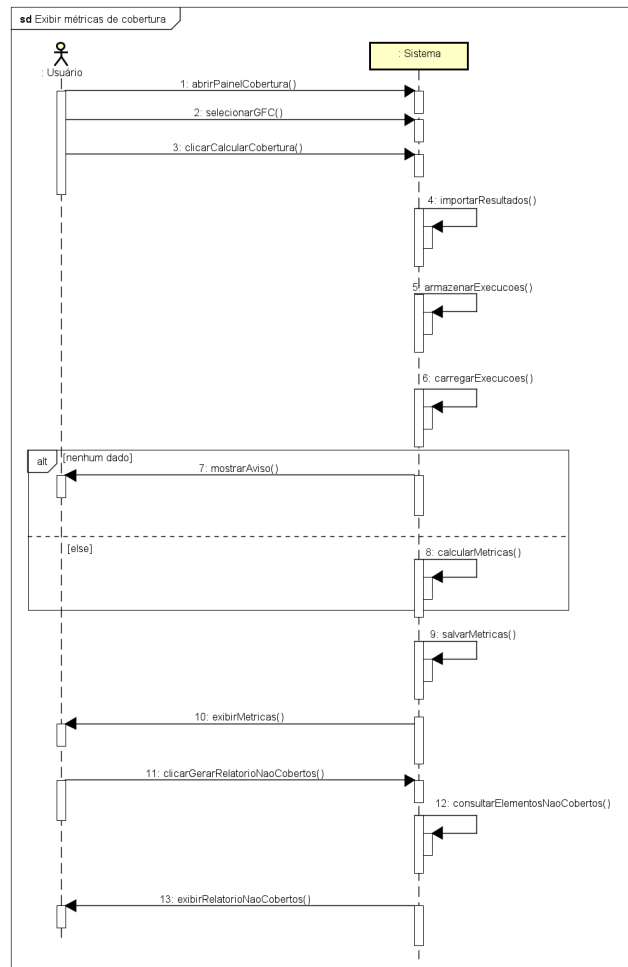 sd Exibir métricas de cobertura
: Usuário
: Sistema
1: abrirPainelCobertura()
2: selecionarGFC()
3: clicarCalcularCobertura()
4: importarResultados()
5: armazenarExecucoes()
6: carregarExecucoes()
alt
[nenhum dado]
7: mostrarAviso()
[else]
8: calcularMetricas()
9: salvarMetricas()
10: exibirMetricas()
11: clicarGerarRelatorioNaoCobertos()
12: consultarElementosNaoCobertos()
13: exibirRelatorioNaoCobertos()